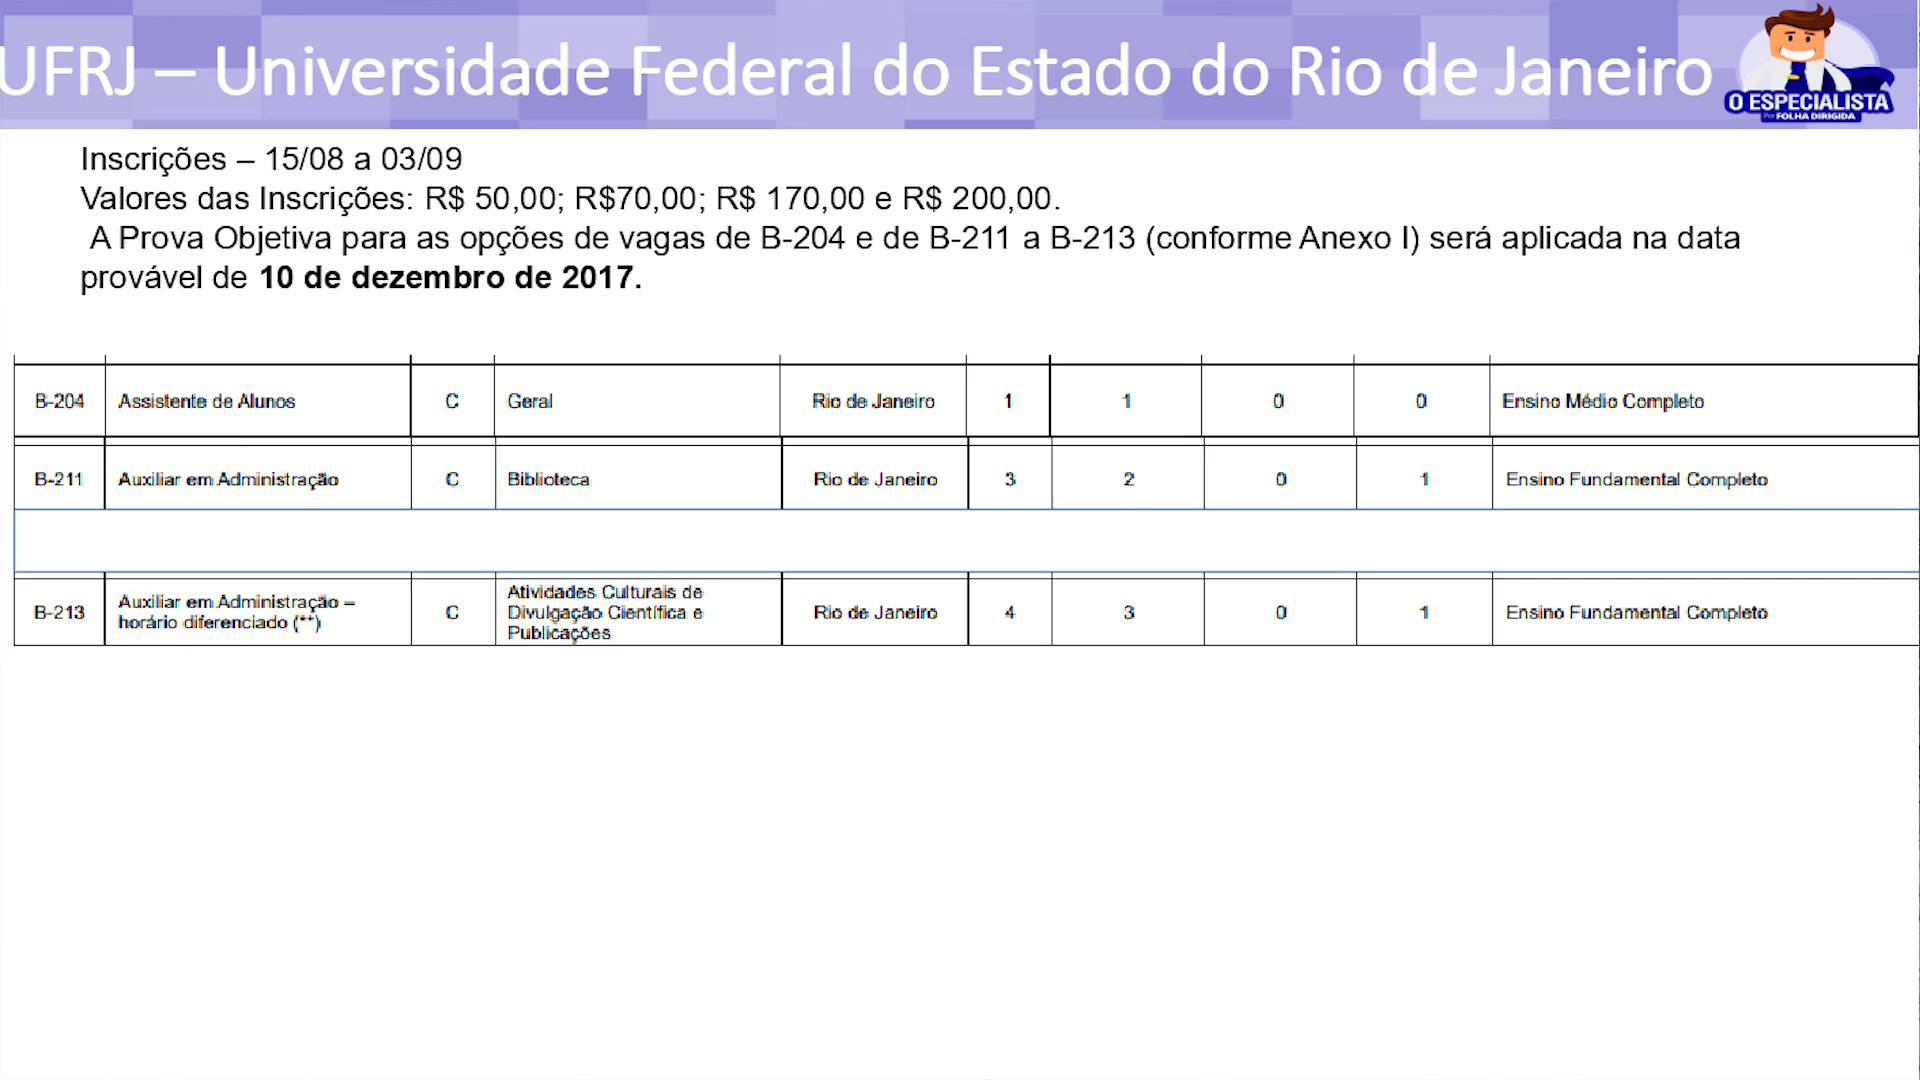 UFRJ – Universidade Federal do Estado do Rio de Janeiro
O ESPECIALISTA
Por FOLHA DIRIGIDA
Inscrições – 15/08 a 03/09
Valores das Inscrições: R$ 50,00; R$70,00; R$ 170,00 e R$ 200,00.
A Prova Objetiva para as opções de vagas de B-204 e de B-211 a B-213 (conforme Anexo I) será aplicada na data
provável de 10 de dezembro de 2017.
B-204 Assistente de Alunos C Geral Rio de Janeiro 1 1 0 0 Ensino Médio Completo
B-211 Auxiliar em Administração C Biblioteca Rio de Janeiro 3 2 0 1 Ensino Fundamental Completo
B-213 Auxiliar em Administração –
horário diferenciado (**) C Atividades Culturais de
Divulgação Científica e
Publicações Rio de Janeiro 4 3 0 1 Ensino Fundamental Completo